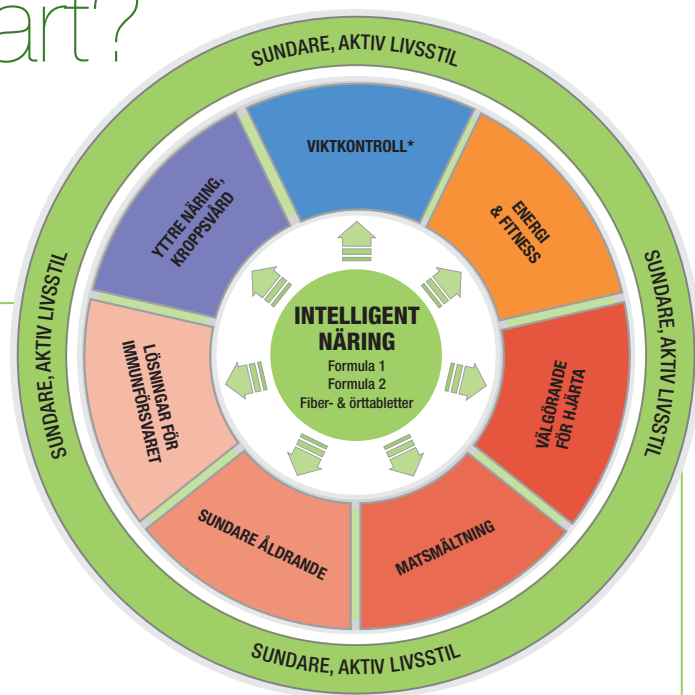 art?
SUNDARE, AKTIV LIVSSTIL
VIKTKONTROLL*
ENERGI
& FITNESS
VÄLGÖRANDE
FÖR HJÄRTA
MATSMÄLTNING
SUNDARE ÅLDRANDE
LÖSNINGAR FÖR
IMMUNFÖRSVARET
YTTRE NÄRING,
KROPPSVÅRD
INTELLIGENT
NÄRING
Formula 1
Formula 2
Fiber- & örttabletter
SUNDARE, AKTIV LIVSSTIL
SUNDARE, AKTIV LIVSSTIL
SUNDARE, AKTIV LIVSSTIL